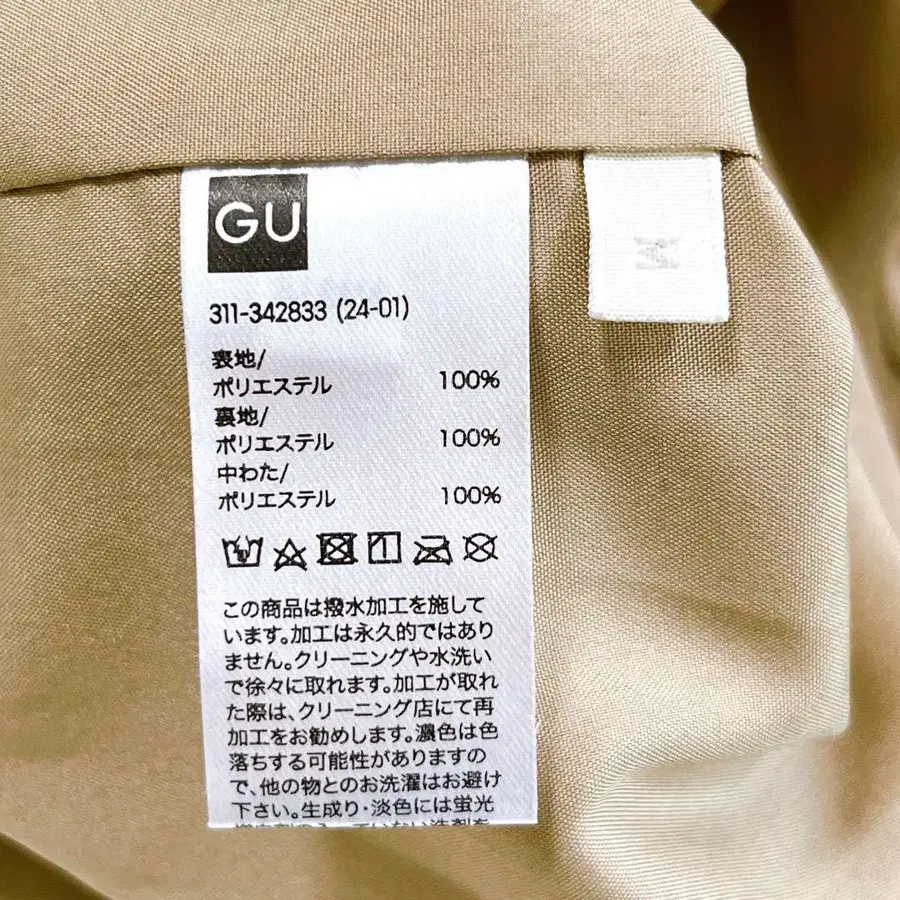 GU
M
311-342833 (24-01)
表地/
ポリエステル 100%
裏地/
ポリエステル 100%
中わた/
ポリエステル 100%
この商品は撥水加工を施して
います。加工は永久的ではあり
ません。クリーニングや水洗い
で徐々に取れます。加工が取れ
た際は、クリーニング店にて再
加工をお勧めします。濃色は色
落ちする可能性がありますの
で、他の物とのお洗濯はお避け
下さい。生成り・淡色には蛍光